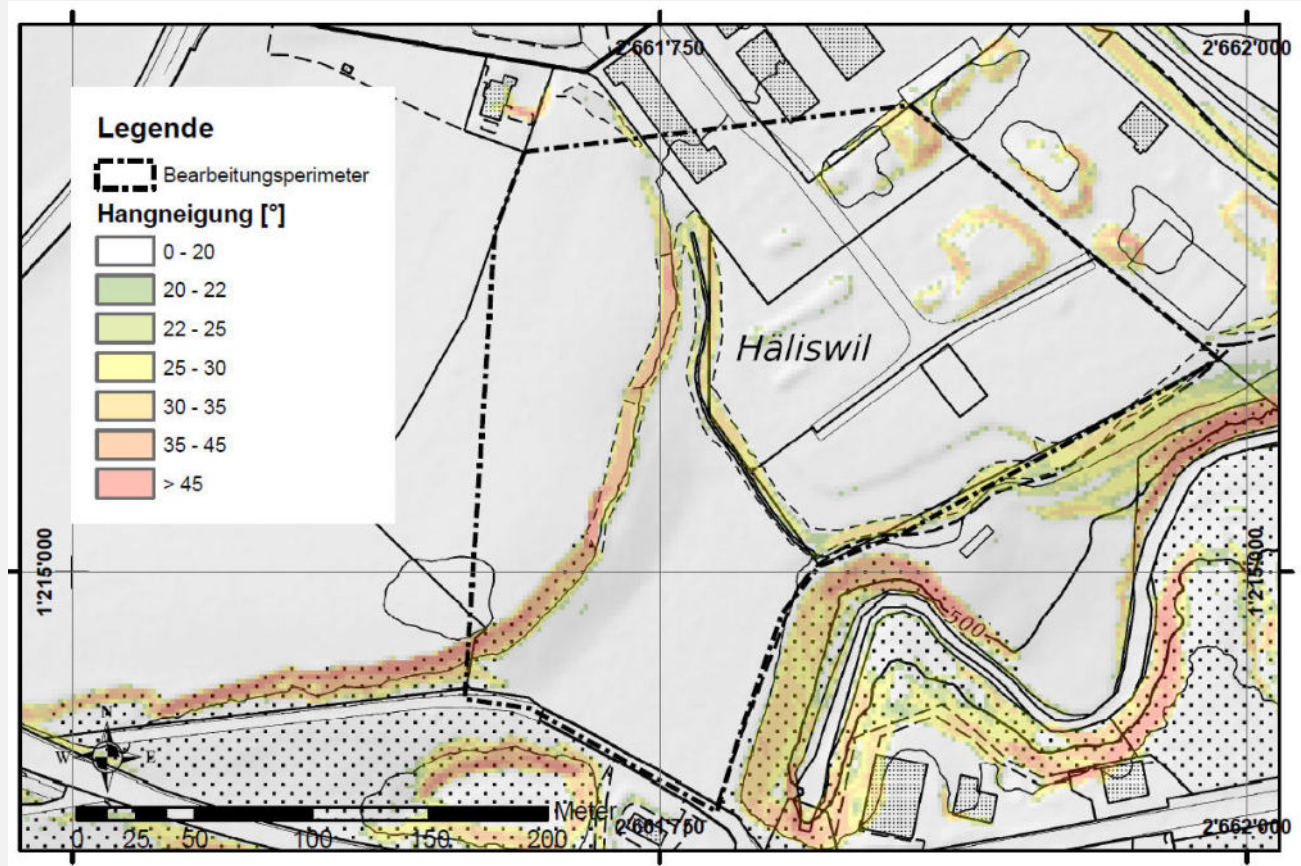 2'661'750
2'662'000
Legende
Bearbeitungsperimeter
Hangneigung [°]
0 - 20
20 - 22
22 - 25
25 - 30
30 - 35
35 - 45
> 45
Häliswil
1'215'000
1'215'000
500
N
W
E
Meter
0 25 50 100 150 200
2'661'750
2'662'000